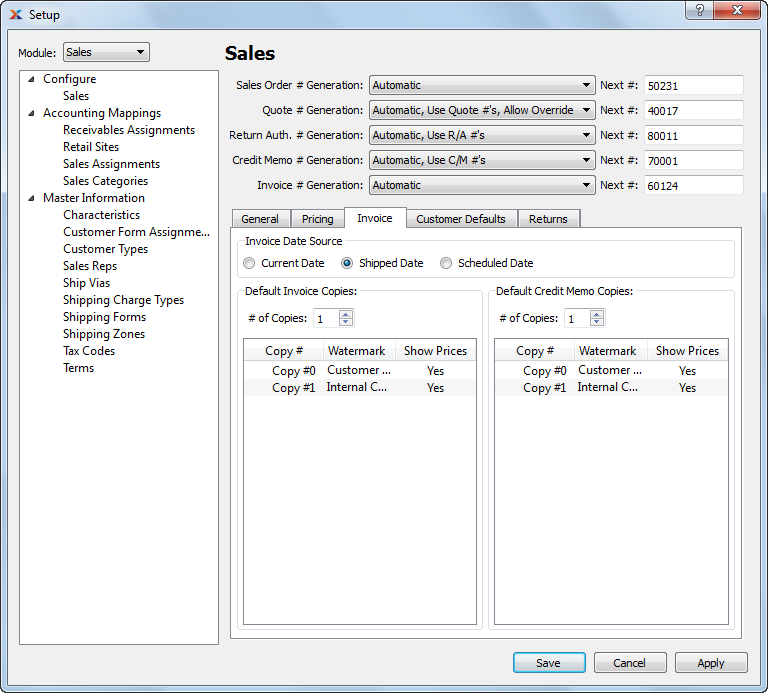 Setup
Module: Sales
Configure
Sales
Accounting Mappings
Receivables Assignments
Retail Sites
Sales Assignments
Sales Categories
Master Information
Characteristics
Customer Form Assignme...
Customer Types
Sales Reps
Ship Vias
Shipping Charge Types
Shipping Forms
Shipping Zones
Tax Codes
Terms
Sales
Sales Order # Generation: Automatic Next #: 50231
Quote # Generation: Automatic, Use Quote #'s, Allow Override Next #: 40017
Return Auth. # Generation: Automatic, Use R/A #'s Next #: 80011
Credit Memo # Generation: Automatic, Use C/M #'s Next #: 70001
Invoice # Generation: Automatic Next #: 60124
General Pricing Invoice Customer Defaults Returns
Invoice Date Source
Current Date Shipped Date Scheduled Date
Default Invoice Copies:
# of Copies: 1
Copy # Watermark Show Prices
Copy #0 Customer ... Yes
Copy #1 Internal C... Yes
Default Credit Memo Copies:
# of Copies: 1
Copy # Watermark Show Prices
Copy #0 Customer ... Yes
Copy #1 Internal C... Yes
Save Cancel Apply